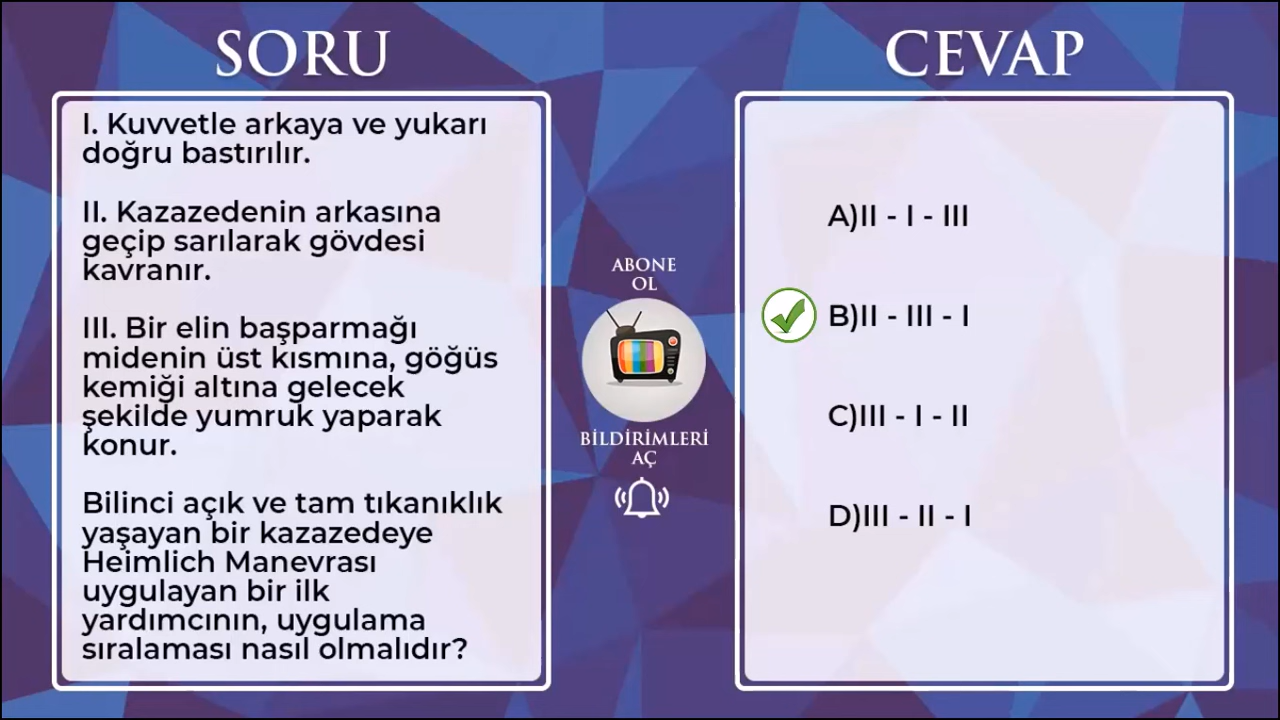 SORU
I. Kuvvetle arkaya ve yukarı
doğru bastırılır.
II. Kazazedenin arkasına
geçip sarılarak gövdesi
kavranır.
III. Bir elin başparmağı
midenin üst kısmına, göğüs
kemiği altına gelecek
şekilde yumruk yaparak
konur.
Bilinci açık ve tam tıkanıklık
yaşayan bir kazazedeye
Heimlich Manevrası
uygulayan bir ilk
yardımcının, uygulama
sıralaması nasıl olmalıdır?
ABONE
OL
BİLDİRİMLERİ
AÇ
CEVAP
A)II - I - III
B)II - III - I
C)III - I - II
D)III - II - I